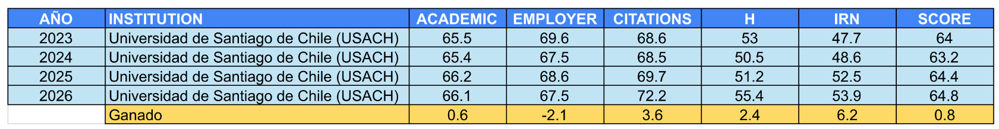 AÑO INSTITUTION ACADEMIC EMPLOYER CITATIONS H IRN SCORE
2023 Universidad de Santiago de Chile (USACH) 65.5 69.6 68.6 53 47.7 64
2024 Universidad de Santiago de Chile (USACH) 65.4 67.5 68.5 50.5 48.6 63.2
2025 Universidad de Santiago de Chile (USACH) 66.2 68.6 69.7 51.2 52.5 64.4
2026 Universidad de Santiago de Chile (USACH) 66.1 67.5 72.2 55.4 53.9 64.8
Ganado 0.6 -2.1 3.6 2.4 6.2 0.8